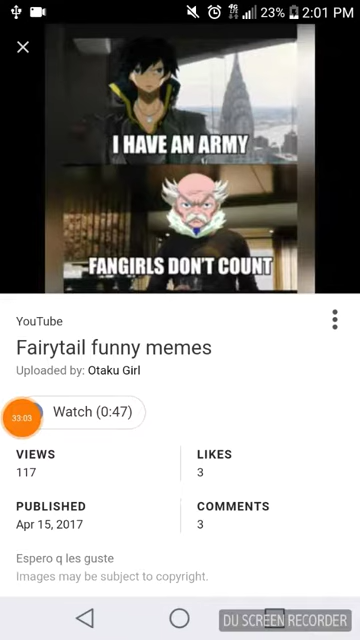 4G
23% 2:01 PM
I HAVE AN ARMY
FANGIRLS DON'T COUNT
YouTube
Fairytail funny memes
Uploaded by: Otaku Girl
33:03
Watch (0:47)
VIEWS
117
LIKES
3
PUBLISHED
Apr 15, 2017
COMMENTS
3
Espero q les guste
Images may be subject to copyright.
DU SCREEN RECORDER